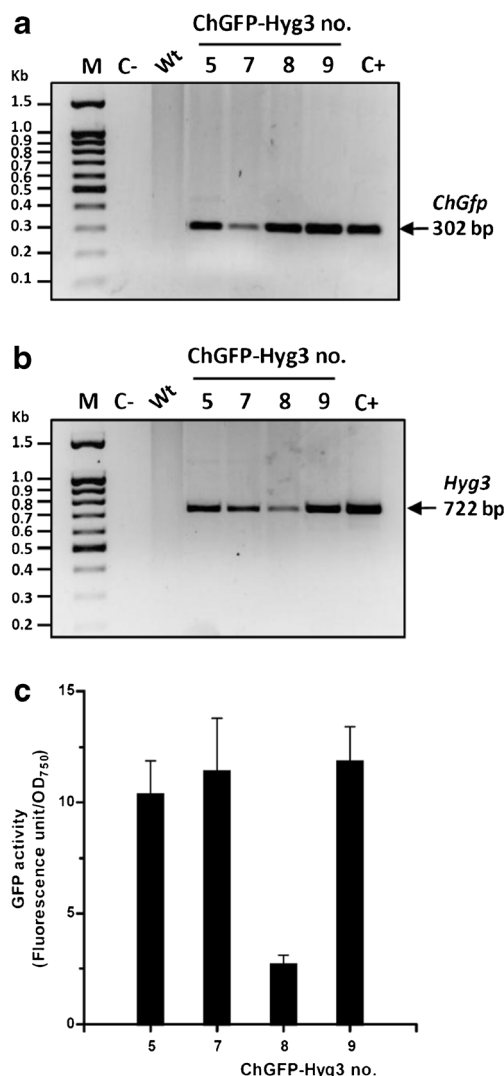 a
ChGFP-Hyg3 no.
Kb M C- Wt 5 7 8 9 C+
1.5
1.0
0.9
0.8
0.7
0.6
0.5
0.4
0.3
0.2
0.1
ChGfp
302 bp
b
ChGFP-Hyg3 no.
Kb M C- Wt 5 7 8 9 C+
1.5
1.0
0.9
0.8
0.7
0.6
0.5
0.4
0.3
0.2
Hyg3
722 bp
c
GFP activity
(Fluorescence unit/OD750)
15
10
5
0
5 7 8 9
ChGFP-Hyg3 no.